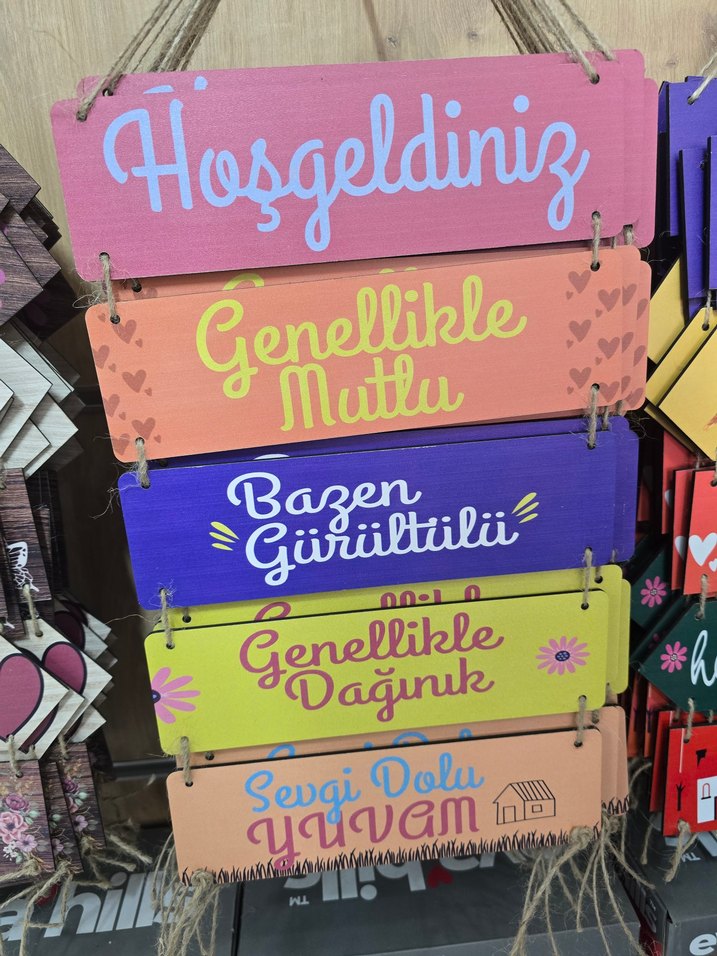 Hoşgeldiniz
Genellikle
Mutlu
Bazen
Gürültülü
Genellikle
Dağınık
Sevgi Dolu
YUVAM